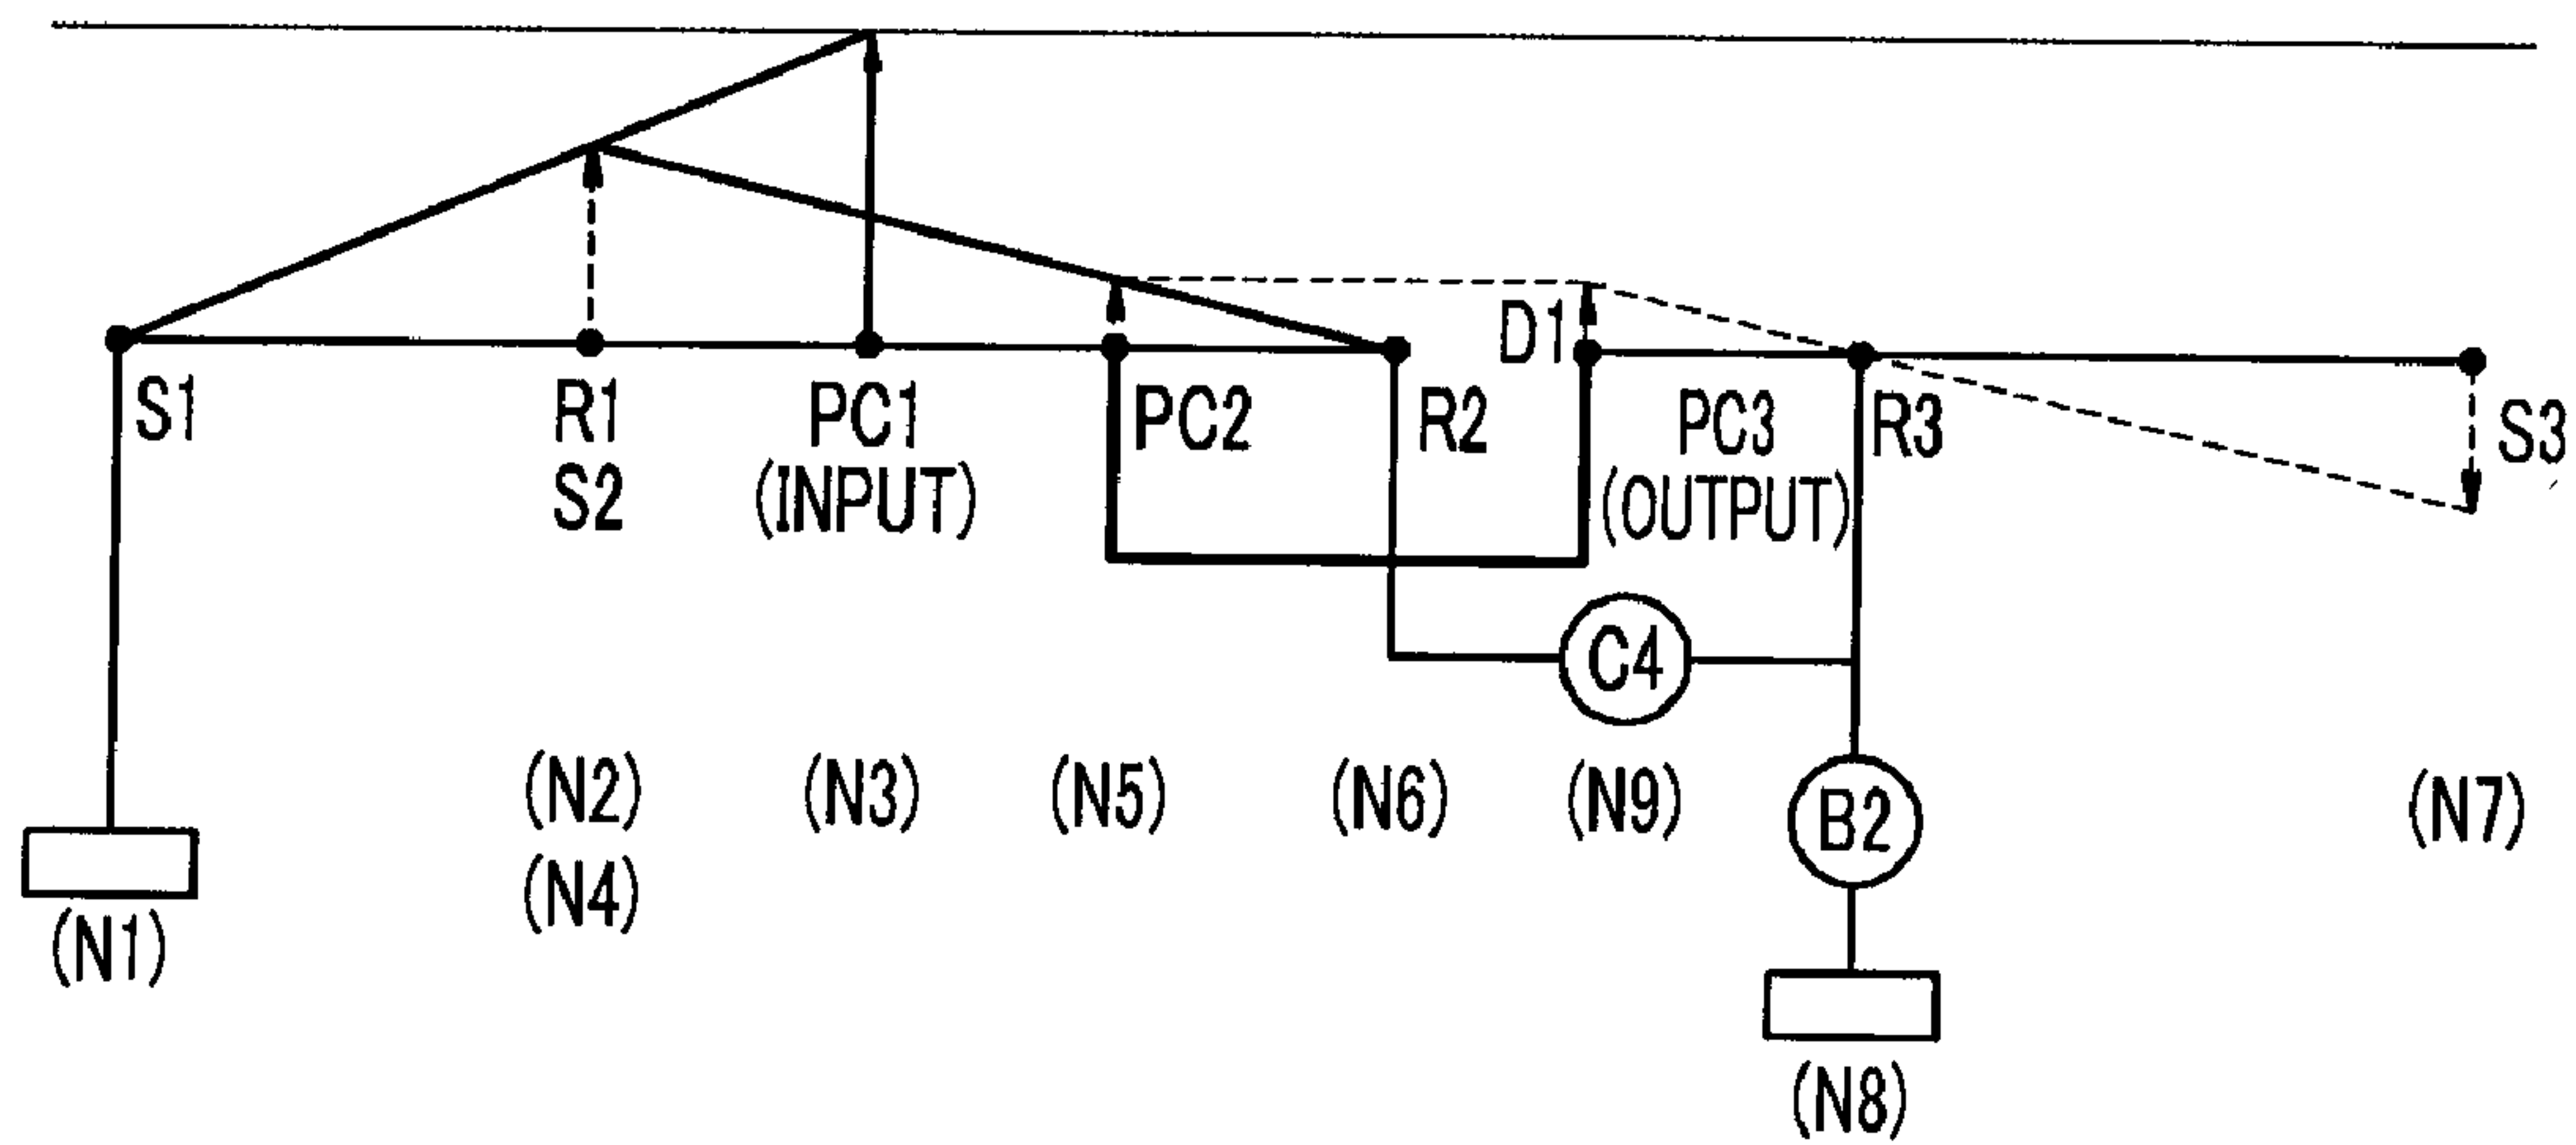 D1
S1
R1
S2
PC1
(INPUT)
PC2
R2
PC3
(OUTPUT)
R3
S3
C4
B2
(N1)
(N2)
(N4)
(N3)
(N5)
(N6)
(N9)
(N7)
(N8)